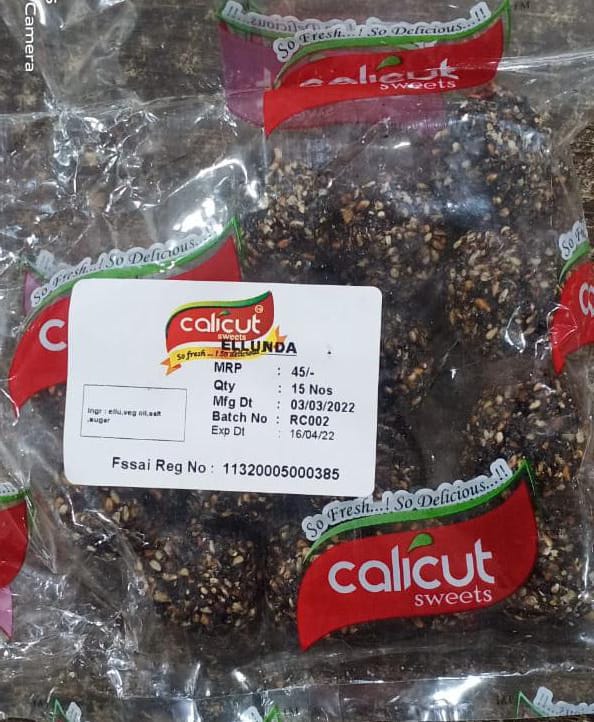 Camera
So Fresh...! So Delicious...!!
calicut
sweets
So Fresh...! So Delicious...!!
C
calicut
sweets
So fresh ...! So delicious
ELLUNDA
MRP : 45/-
Qty : 15 Nos
Mfg Dt : 03/03/2022
Batch No : RC002
Exp Dt : 16/04/22
Ingr : ellu,veg oil,salt
,sugar
Fssai Reg No : 11320005000385
So Fresh...! So Delicious...!!
calicut
sweets